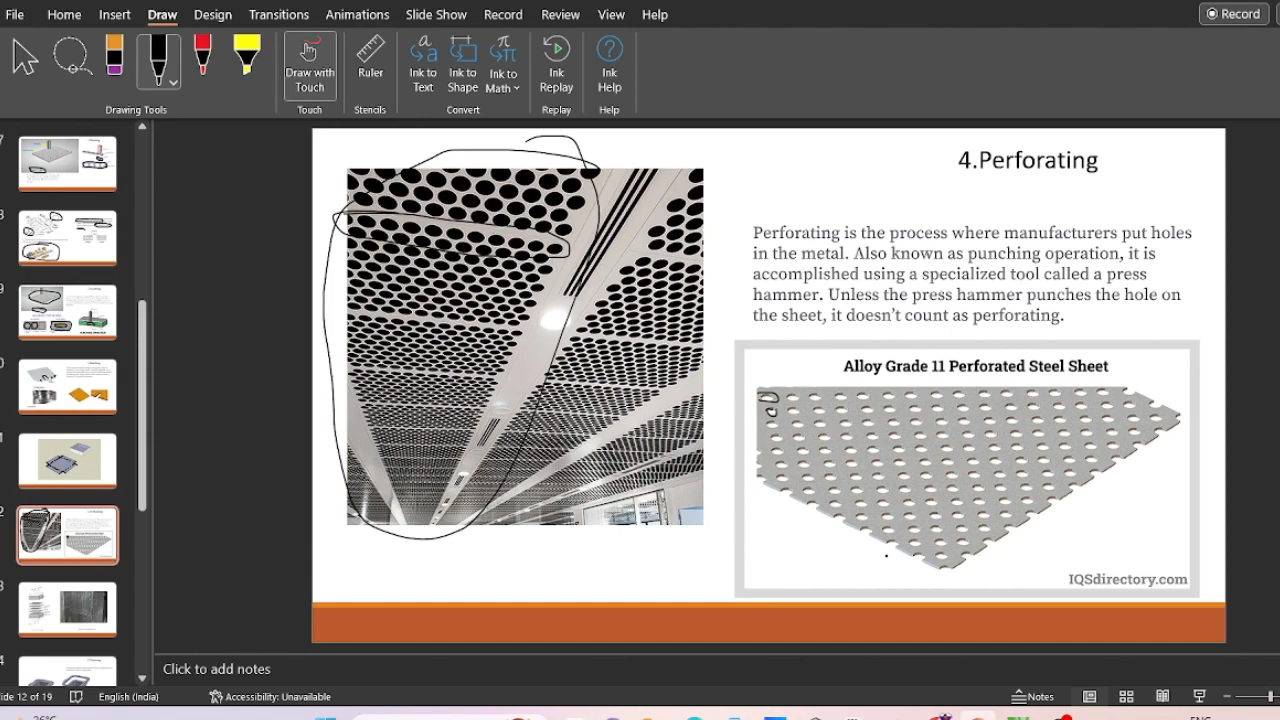 File Home Insert Draw Design Transitions Animations Slide Show Record Review View Help Record
Draw with Touch
Ruler
Ink to Text
Ink to Shape
Ink to Math
Ink Replay
Ink Help
Drawing Tools Touch Stencils Convert Replay Help
4.Perforating
Perforating is the process where manufacturers put holes
in the metal. Also known as punching operation, it is
accomplished using a specialized tool called a press
hammer. Unless the press hammer punches the hole on
the sheet, it doesn't count as perforating.
Alloy Grade 11 Perforated Steel Sheet
IQSdirectory.com
Click to add notes
lide 12 of 19 English (India) Accessibility: Unavailable Notes